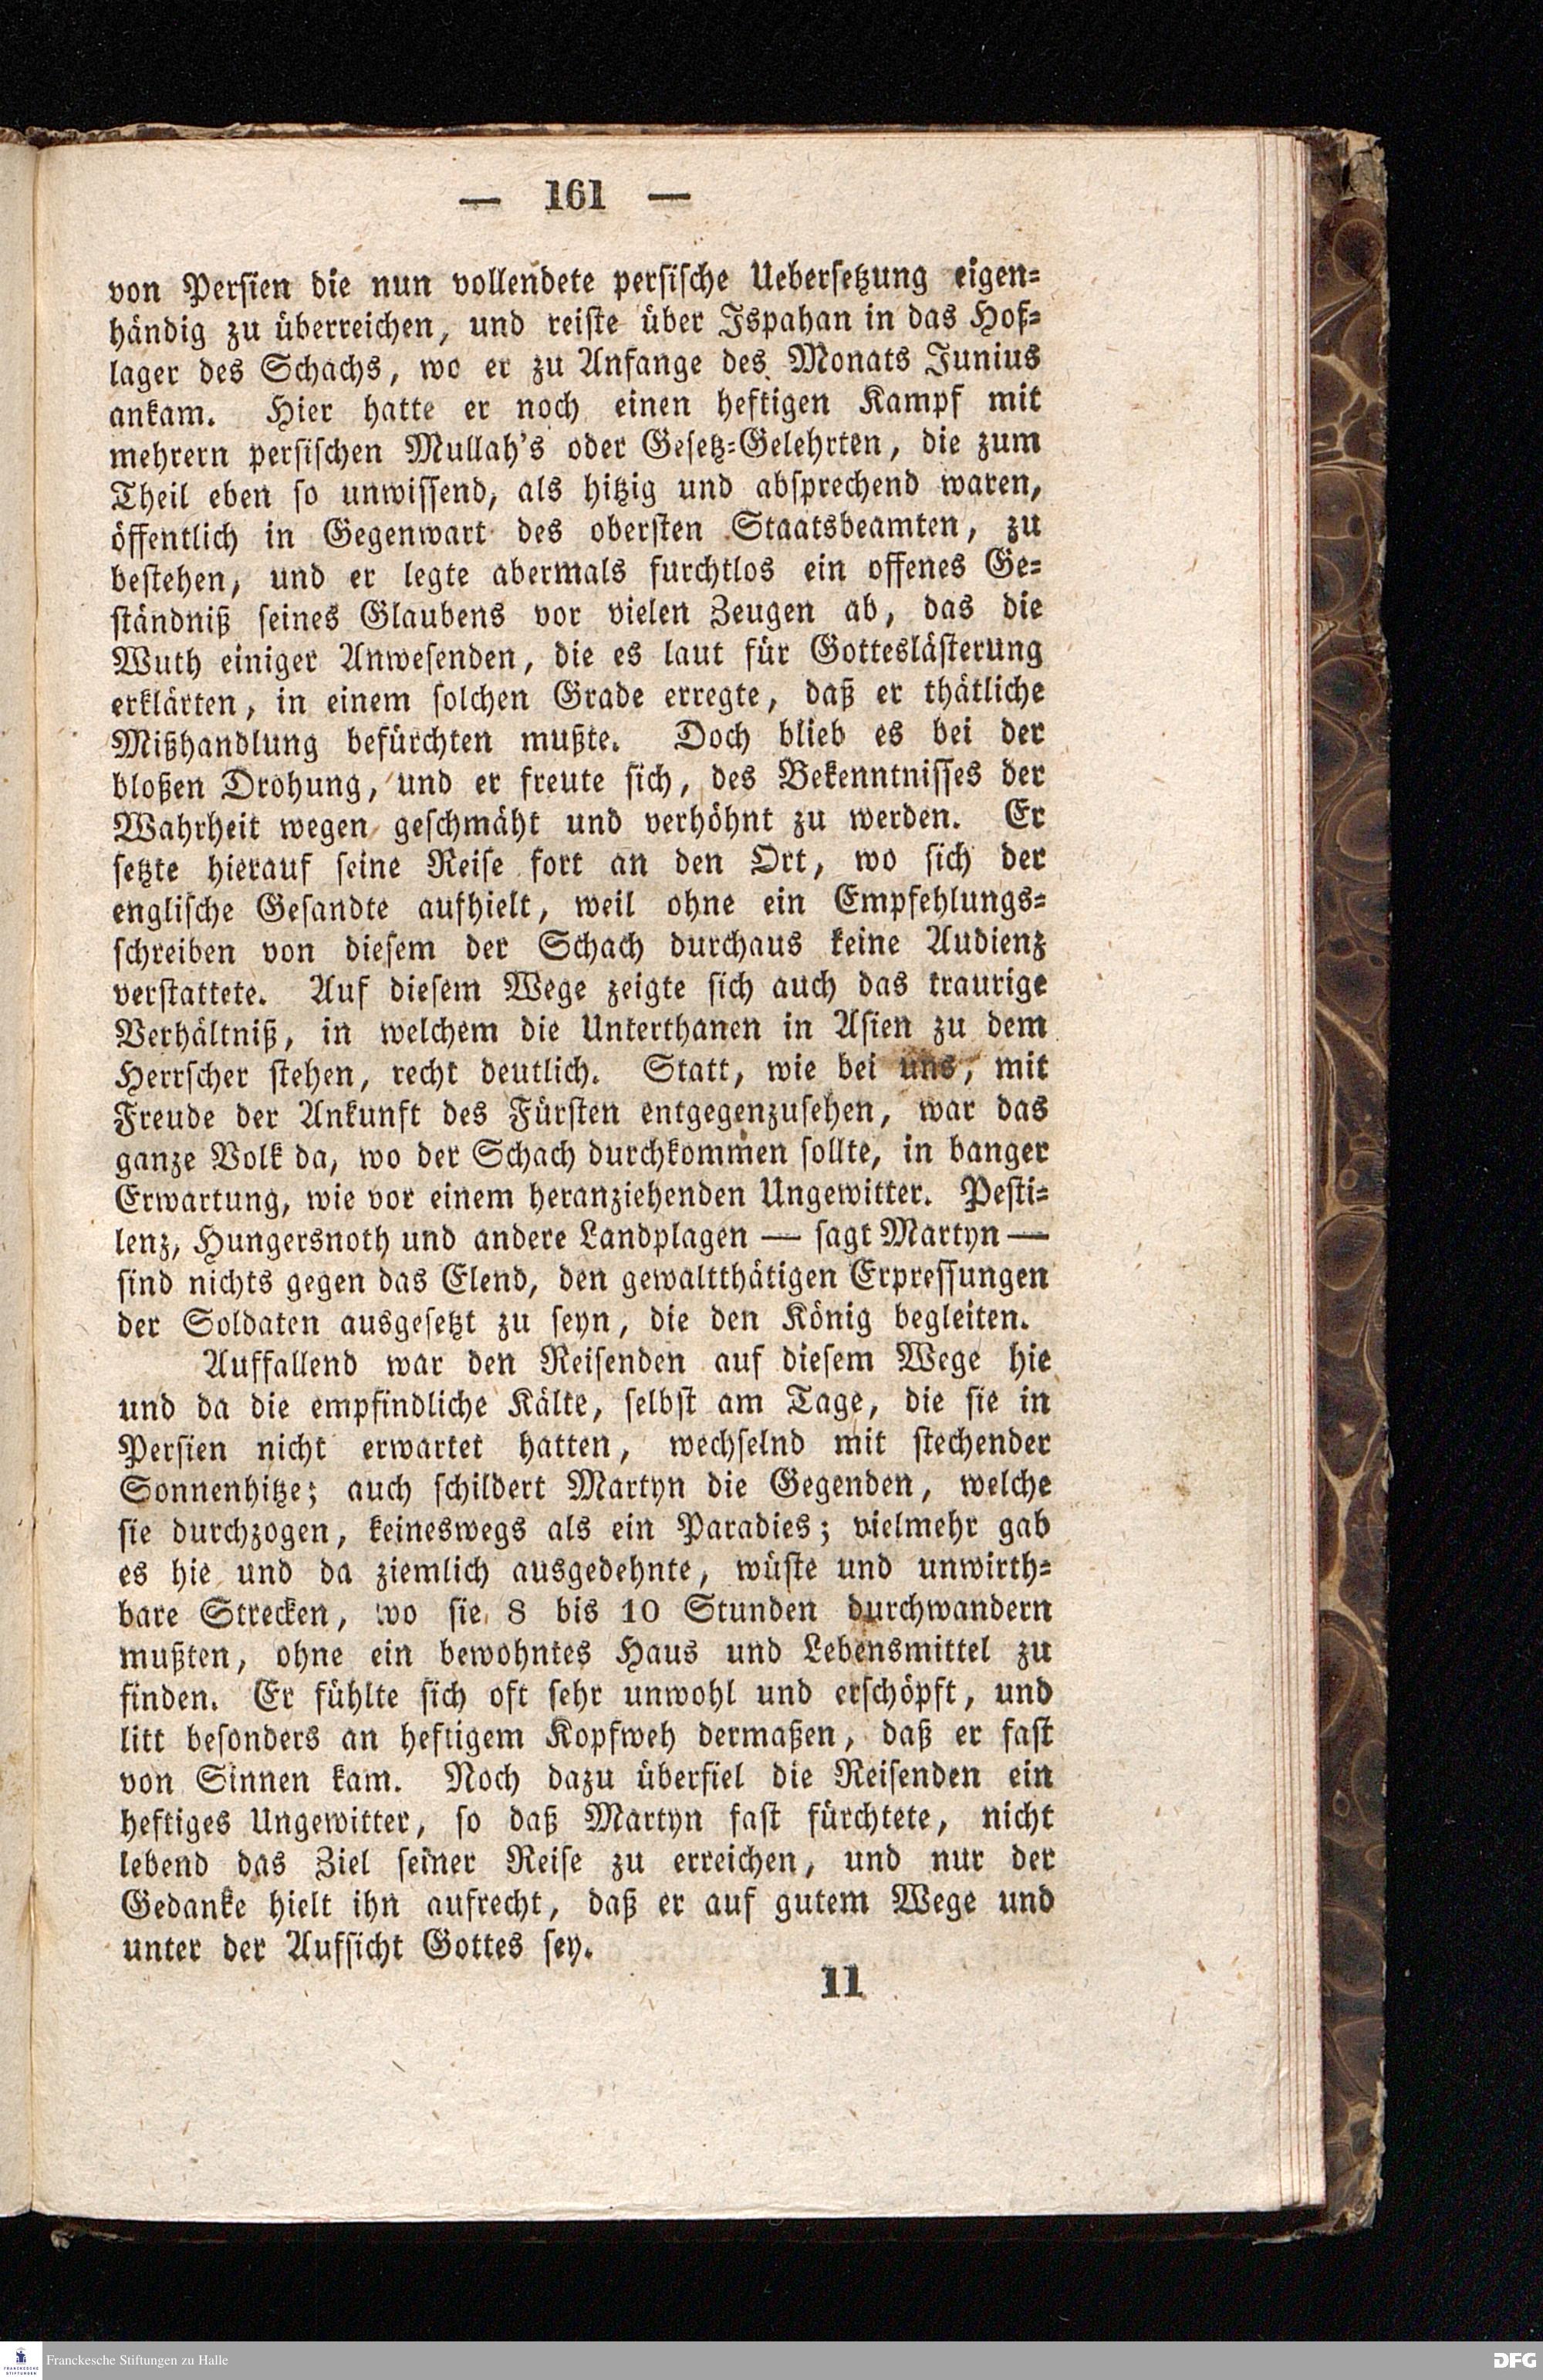 — 161 —
von Persien die nun vollendete persische Uebersetzung eigen=
händig zu überreichen, und reiste über Ispahan in das Hof=
lager des Schachs, wo er zu Anfange des Monats Junius
ankam. Hier hatte er noch einen heftigen Kampf mit
mehrern persischen Mullah's oder Gesetz=Gelehrten, die zum
Theil eben so unwissend, als hitzig und absprechend waren,
öffentlich in Gegenwart des obersten Staatsbeamten, zu
bestehen, und er legte abermals furchtlos ein offenes Ge=
ständniß seines Glaubens vor vielen Zeugen ab, das die
Wuth einiger Anwesenden, die es laut für Gotteslästerung
erklärten, in einem solchen Grade erregte, daß er thätliche
Mißhandlung befürchten mußte. Doch blieb es bei der
bloßen Drohung, und er freute sich, des Bekenntnisses der
Wahrheit wegen geschmäht und verhöhnt zu werden. Er
setzte hierauf seine Reise fort an den Ort, wo sich der
englische Gesandte aufhielt, weil ohne ein Empfehlungs=
schreiben von diesem der Schach durchaus keine Audienz
verstattete. Auf diesem Wege zeigte sich auch das traurige
Verhältniß, in welchem die Unterthanen in Asien zu dem
Herrscher stehen, recht deutlich. Statt, wie bei uns, mit
Freude der Ankunft des Fürsten entgegenzusehen, war das
ganze Volk da, wo der Schach durchkommen sollte, in banger
Erwartung, wie vor einem heranziehenden Ungewitter. Pesti=
lenz, Hungersnoth und andere Landplagen — sagt Martyn —
sind nichts gegen das Elend, den gewaltthätigen Erpressungen
der Soldaten ausgesetzt zu seyn, die den König begleiten.
Auffallend war den Reisenden auf diesem Wege hie
und da die empfindliche Kälte, selbst am Tage, die sie in
Persien nicht erwartet hatten, wechselnd mit stechender
Sonnenhitze; auch schildert Martyn die Gegenden, welche
sie durchzogen, keineswegs als ein Paradies; vielmehr gab
es hie und da ziemlich ausgedehnte, wüste und unwirth=
bare Strecken, wo sie 8 bis 10 Stunden durchwandern
mußten, ohne ein bewohntes Haus und Lebensmittel zu
finden. Er fühlte sich oft sehr unwohl und erschöpft, und
litt besonders an heftigem Kopfweh dermaßen, daß er fast
von Sinnen kam. Noch dazu überfiel die Reisenden ein
heftiges Ungewitter, so daß Martyn fast fürchtete, nicht
lebend das Ziel seiner Reise zu erreichen, und nur der
Gedanke hielt ihn aufrecht, daß er auf gutem Wege und
unter der Aufsicht Gottes sey.
11
FRANCKESCHE STIFTUNGEN
Franckesche Stiftungen zu Halle
DFG